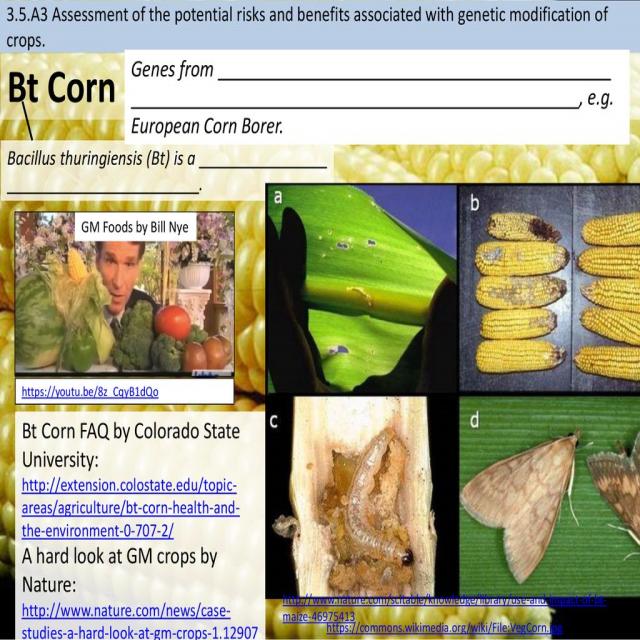 3.5.A3 Assessment of the potential risks and benefits associated with genetic modification of
crops.
Bt Corn
Genes from ______________________________
__________________________________, e.g.
European Corn Borer.
Bacillus thuringiensis (Bt) is a ____________
__________________.
GM Foods by Bill Nye
https://youtu.be/8z_CqyB1dQo
Bt Corn FAQ by Colorado State
University:
http://extension.colostate.edu/topic-
areas/agriculture/bt-corn-health-and-
the-environment-0-707-2/
A hard look at GM crops by
Nature:
http://www.nature.com/news/case-
studies-a-hard-look-at-gm-crops-1.12907
a
b
c
d
http://www.nature.com/scitable/knowledge/library/use-and-impact-of-bt-
maize-46975413
https://commons.wikimedia.org/wiki/File:VegCorn.jpg